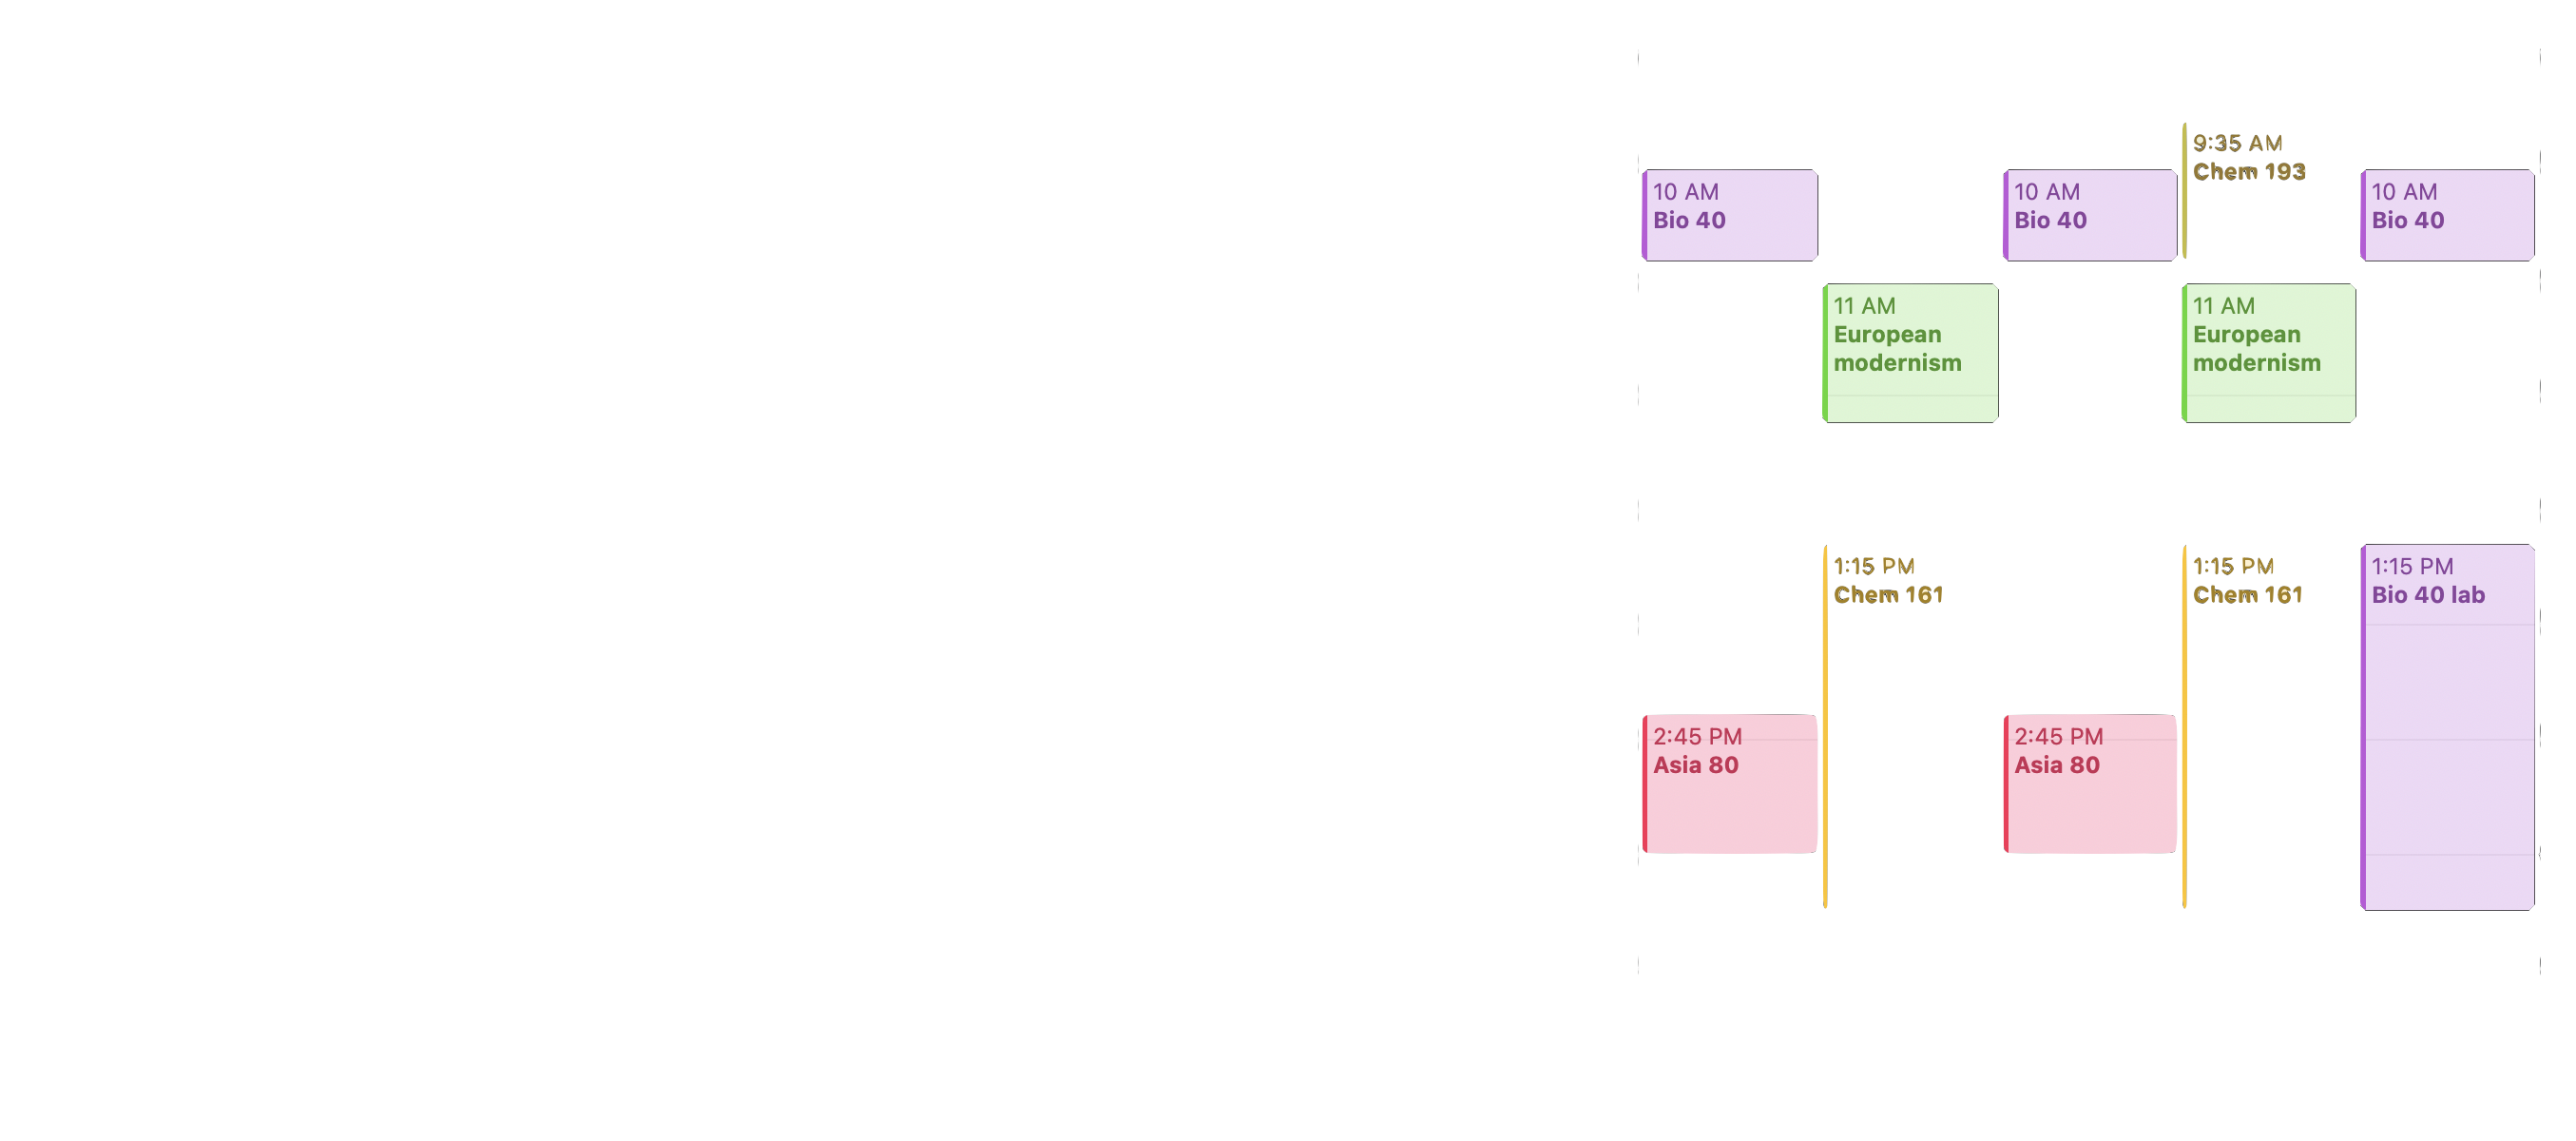 10 AM
Bio 40
2:45 PM
Asia 80
11 AM
European
modernism
1:15 PM
Chem 161
10 AM
Bio 40
2:45 PM
Asia 80
9:35 AM
Chem 193
11 AM
European
modernism
1:15 PM
Chem 161
10 AM
Bio 40
1:15 PM
Bio 40 lab